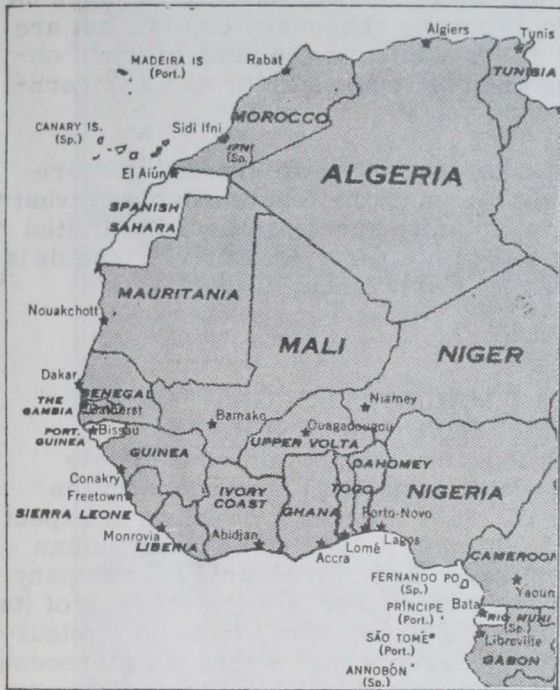 Algiers
Tunis
MADEIRA IS
(Port.)
Rabat
TUNISIA
MOROCCO
CANARY IS.
(Sp.)
Sidi Ifni
IFNI
(Sp.)
El Aiún
ALGERIA
SPANISH
SAHARA
MAURITANIA
Nouakchott
MALI
NIGER
Dakar
SENEGAL
THE
GAMBIA
Niamey
Bamako
Ouagadougou
PORT.
GUINEA
Bissau
UPPER VOLTA
GUINEA
DAHOMEY
Conakry
Freetown
SIERRA LEONE
IVORY
COAST
GHANA
TOGO
NIGERIA
Porto-Novo
Monrovia
LIBERIA
Abidjan
Accra
Lomé
Lagos
CAMEROON
FERNANDO PO
(Sp.)
Yaoun
PRÍNCIPE
(Port.)
Bata
RIO MUNI
(Sp.)
SÃO TOMÉ
(Port.)
Libreville
ANNOBÓN
(Sp.)
GABON